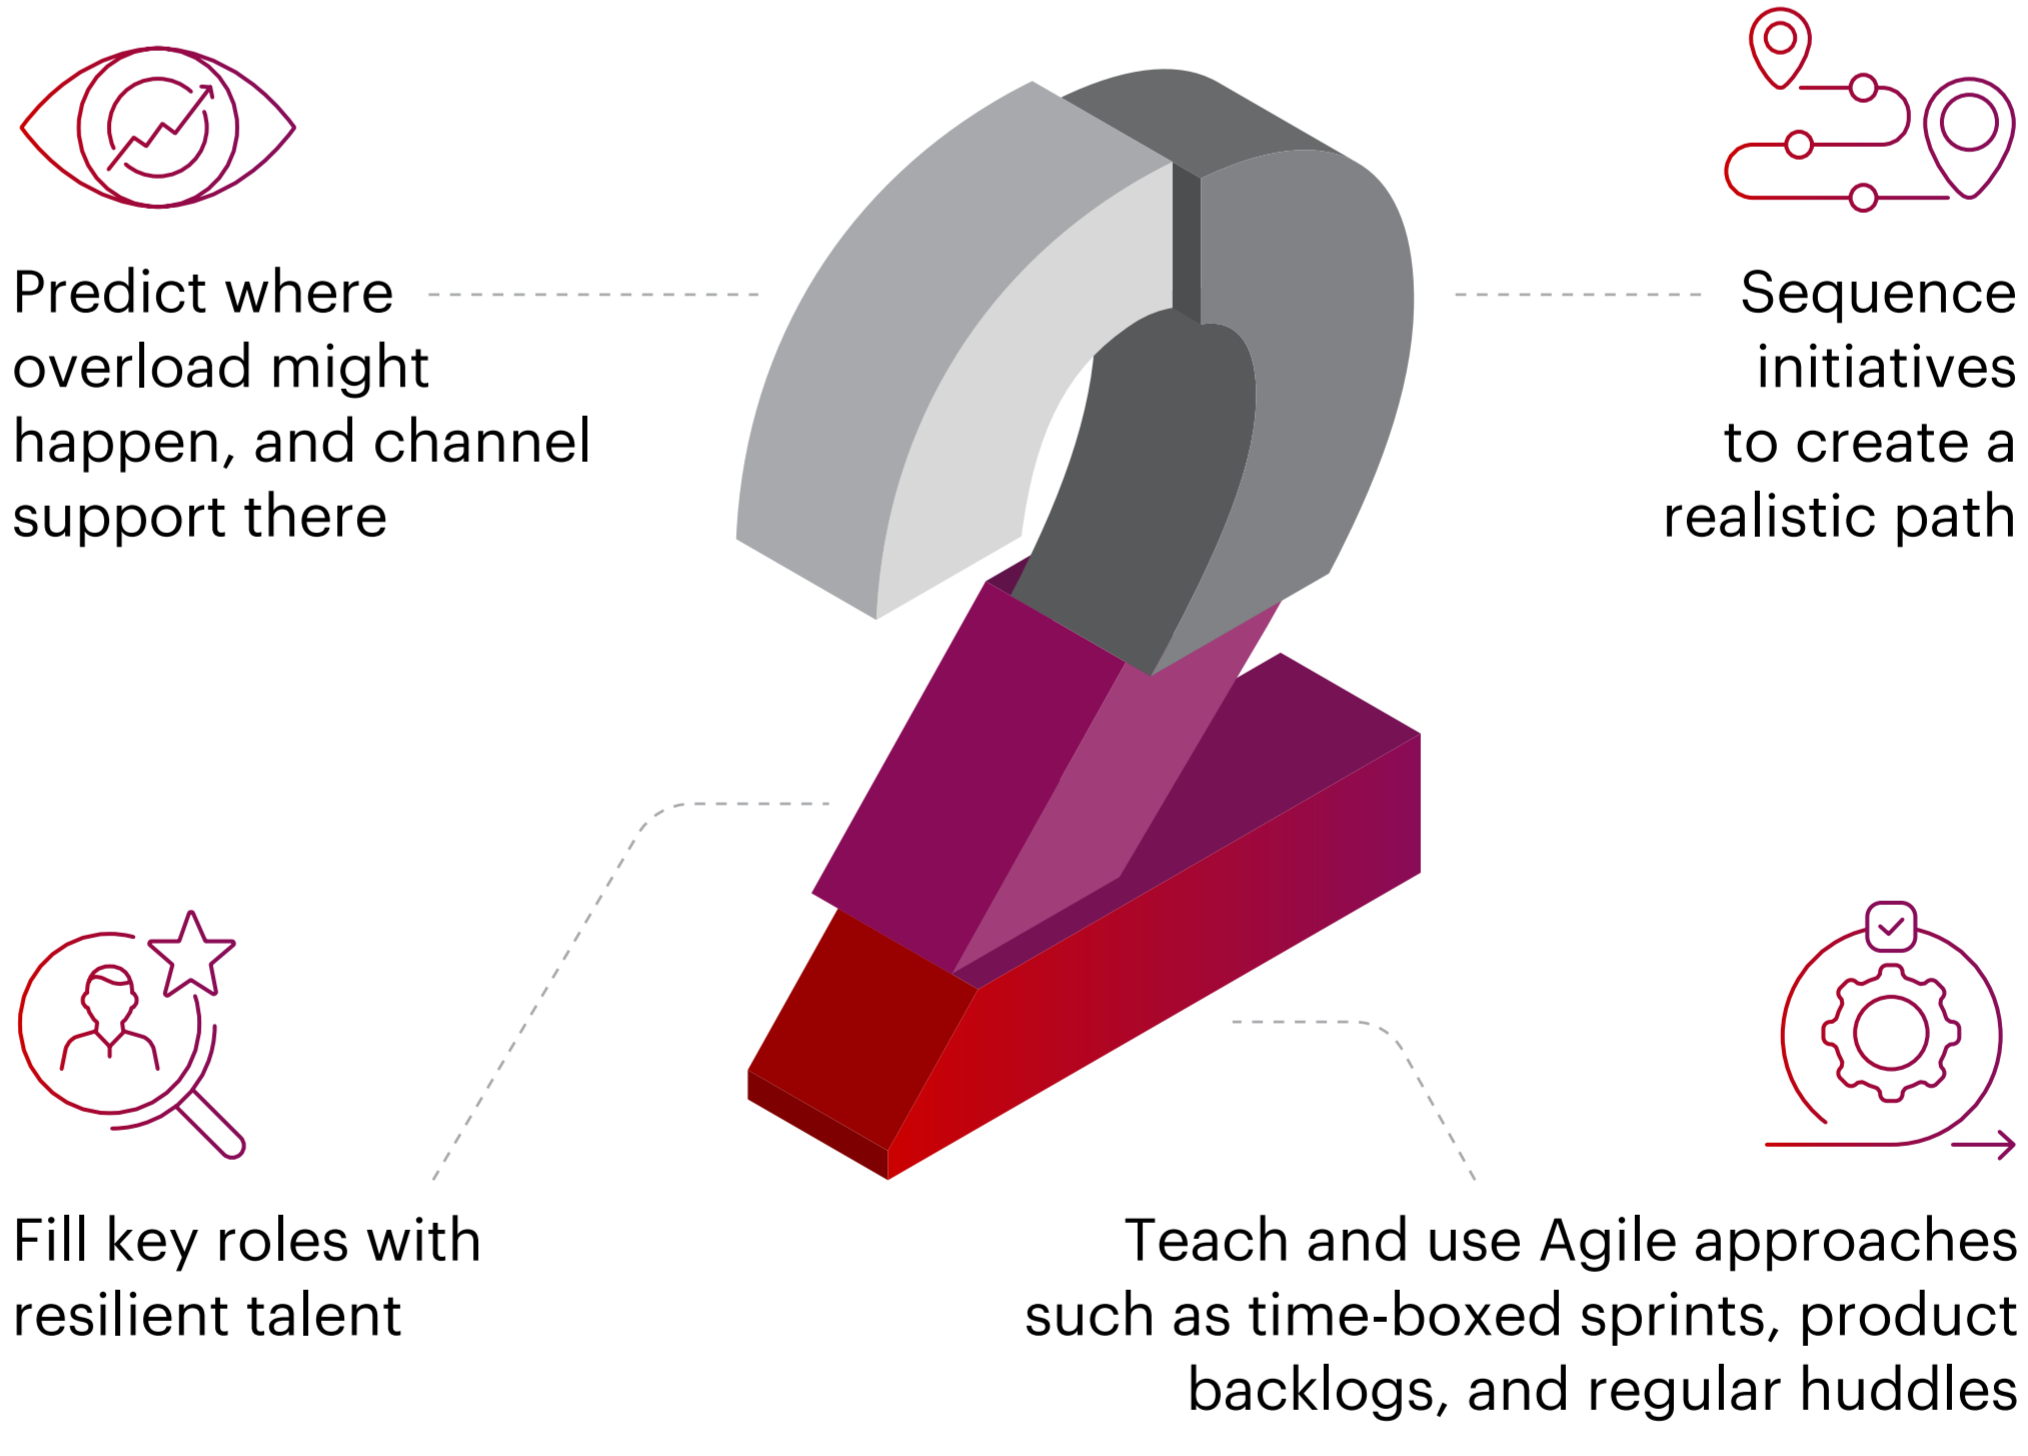 Predict where
overload might
happen, and channel
support there
Sequence
initiatives
to create a
realistic path
Fill key roles with
resilient talent
Teach and use Agile approaches
such as time-boxed sprints, product
backlogs, and regular huddles